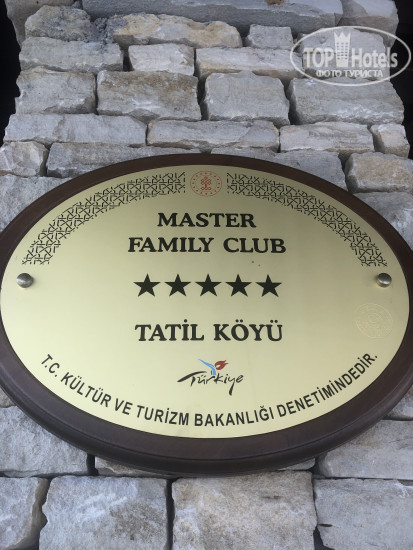 TOP Hotels
ФОТО ТУРИСТА
MASTER
FAMILY CLUB
★★★★★
TATİL KÖYÜ
Türkiye
T.C. KÜLTÜR VE TURİZM BAKANLIĞI DENETİMİNDEDİR.